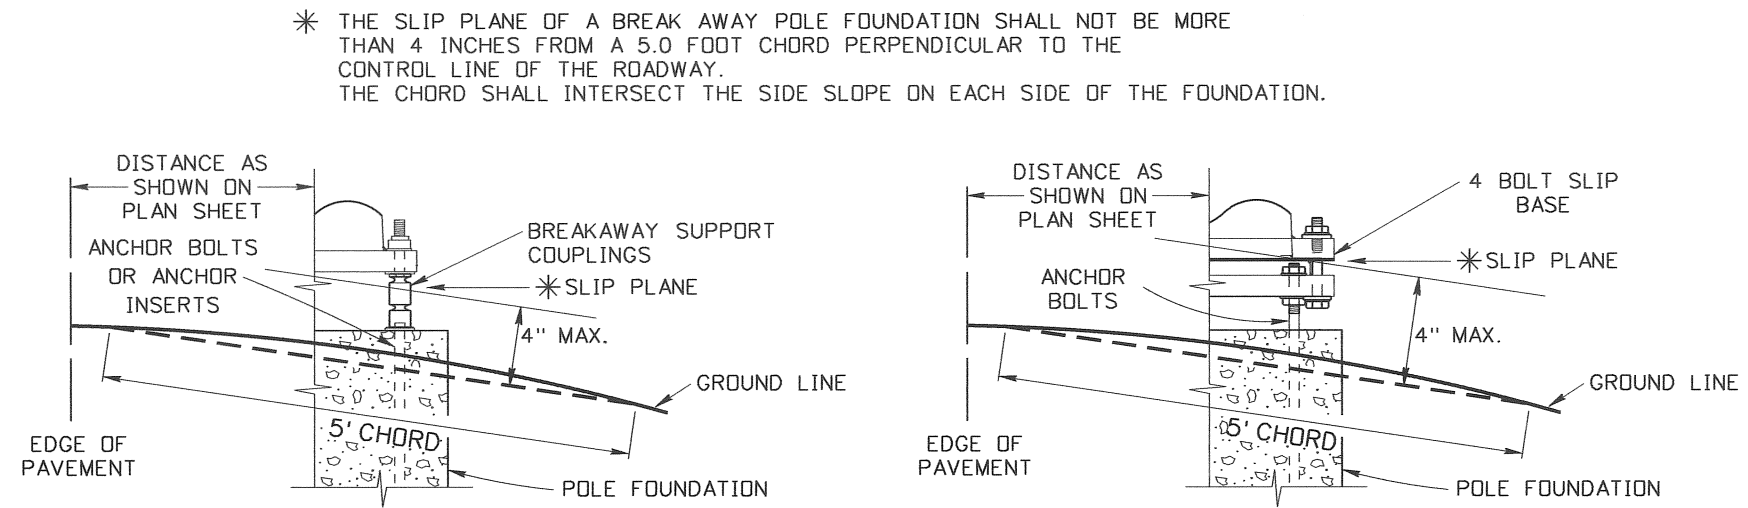 ✳ THE SLIP PLANE OF A BREAK AWAY POLE FOUNDATION SHALL NOT BE MORE
THAN 4 INCHES FROM A 5.0 FOOT CHORD PERPENDICULAR TO THE
CONTROL LINE OF THE ROADWAY.
THE CHORD SHALL INTERSECT THE SIDE SLOPE ON EACH SIDE OF THE FOUNDATION.
DISTANCE AS
SHOWN ON
PLAN SHEET
ANCHOR BOLTS
OR ANCHOR
INSERTS
BREAKAWAY SUPPORT
COUPLINGS
✳ SLIP PLANE
4" MAX.
GROUND LINE
5' CHORD
EDGE OF
PAVEMENT
POLE FOUNDATION
DISTANCE AS
SHOWN ON
PLAN SHEET
4 BOLT SLIP
BASE
✳ SLIP PLANE
ANCHOR
BOLTS
4" MAX.
GROUND LINE
5' CHORD
EDGE OF
PAVEMENT
POLE FOUNDATION